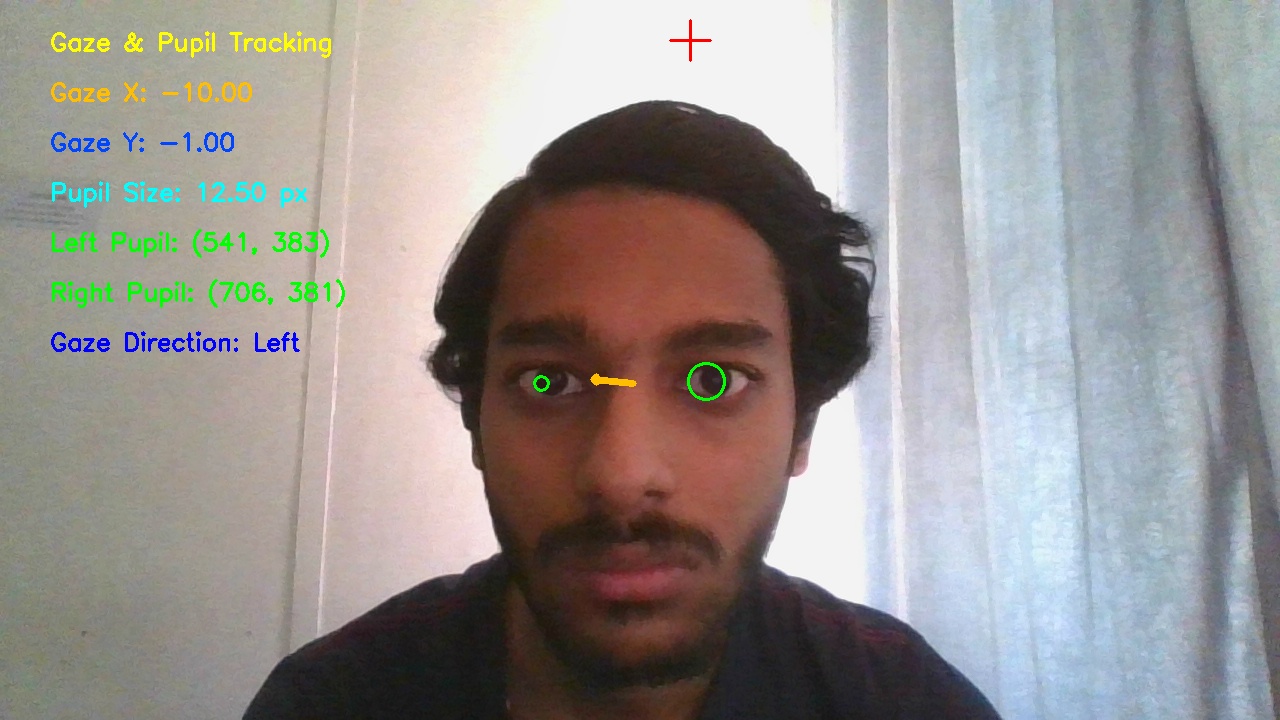 Gaze & Pupil Tracking
Gaze X: -10.00
Gaze Y: -1.00
Pupil Size: 12.50 px
Left Pupil: (541, 383)
Right Pupil: (706, 381)
Gaze Direction: Left